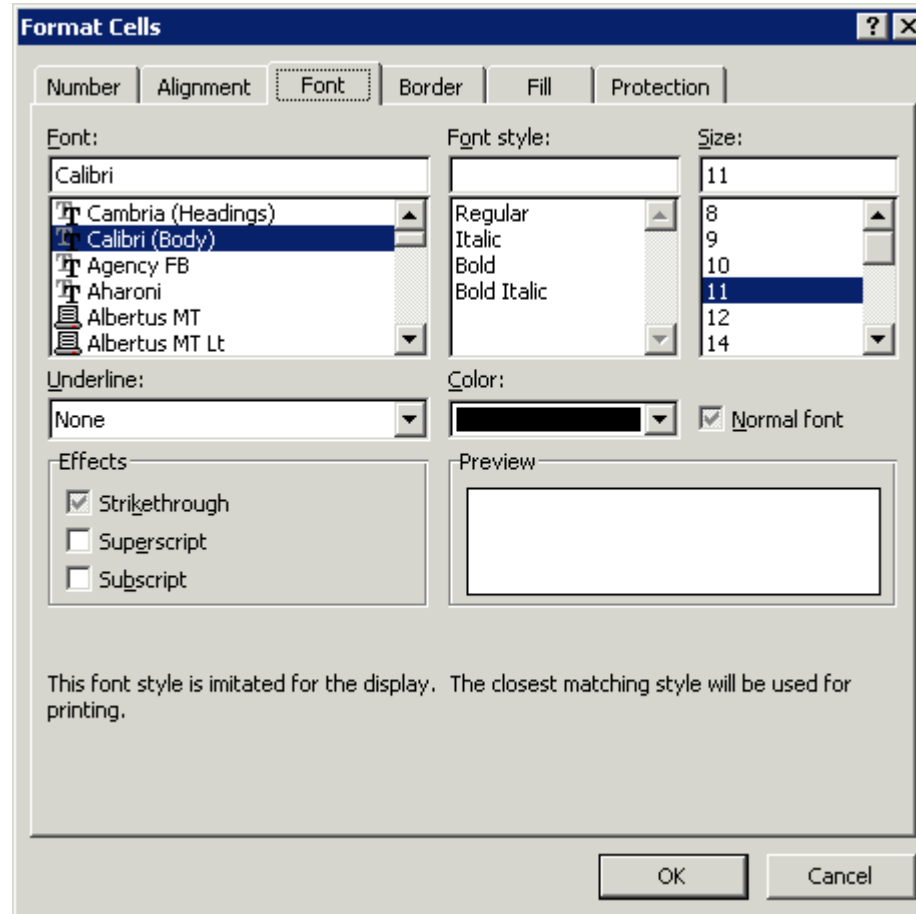 Format Cells
Number Alignment Font Border Fill Protection
Font: Font style: Size:
Calibri 11
Cambria (Headings) Regular 8
Calibri (Body) Italic 9
Agency FB Bold 10
Aharoni Bold Italic 11
Albertus MT 12
Albertus MT Lt 14
Underline: Color:
None Normal font
Effects Preview
Strikethrough
Superscript
Subscript
This font style is imitated for the display. The closest matching style will be used for
printing.
OK Cancel